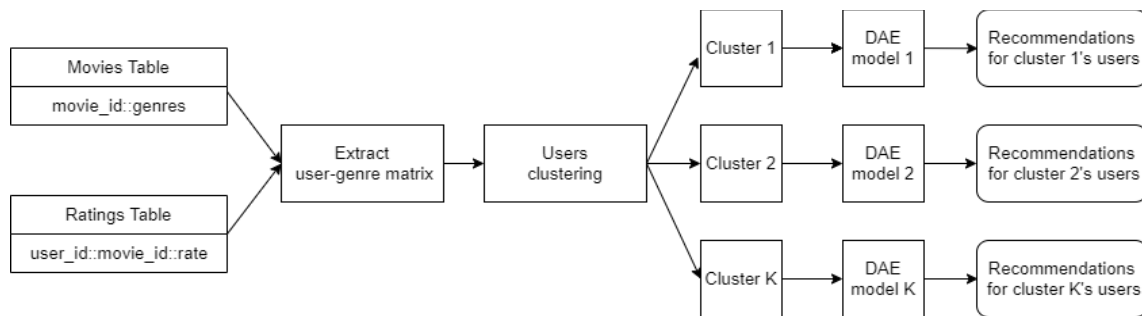 Movies Table
movie_id::genres
Ratings Table
user_id::movie_id::rate
Extract
user-genre matrix
Users
clustering
Cluster 1
DAE
model 1
Recommendations
for cluster 1's users
Cluster 2
DAE
model 2
Recommendations
for cluster 2's users
Cluster K
DAE
model K
Recommendations
for cluster K's users